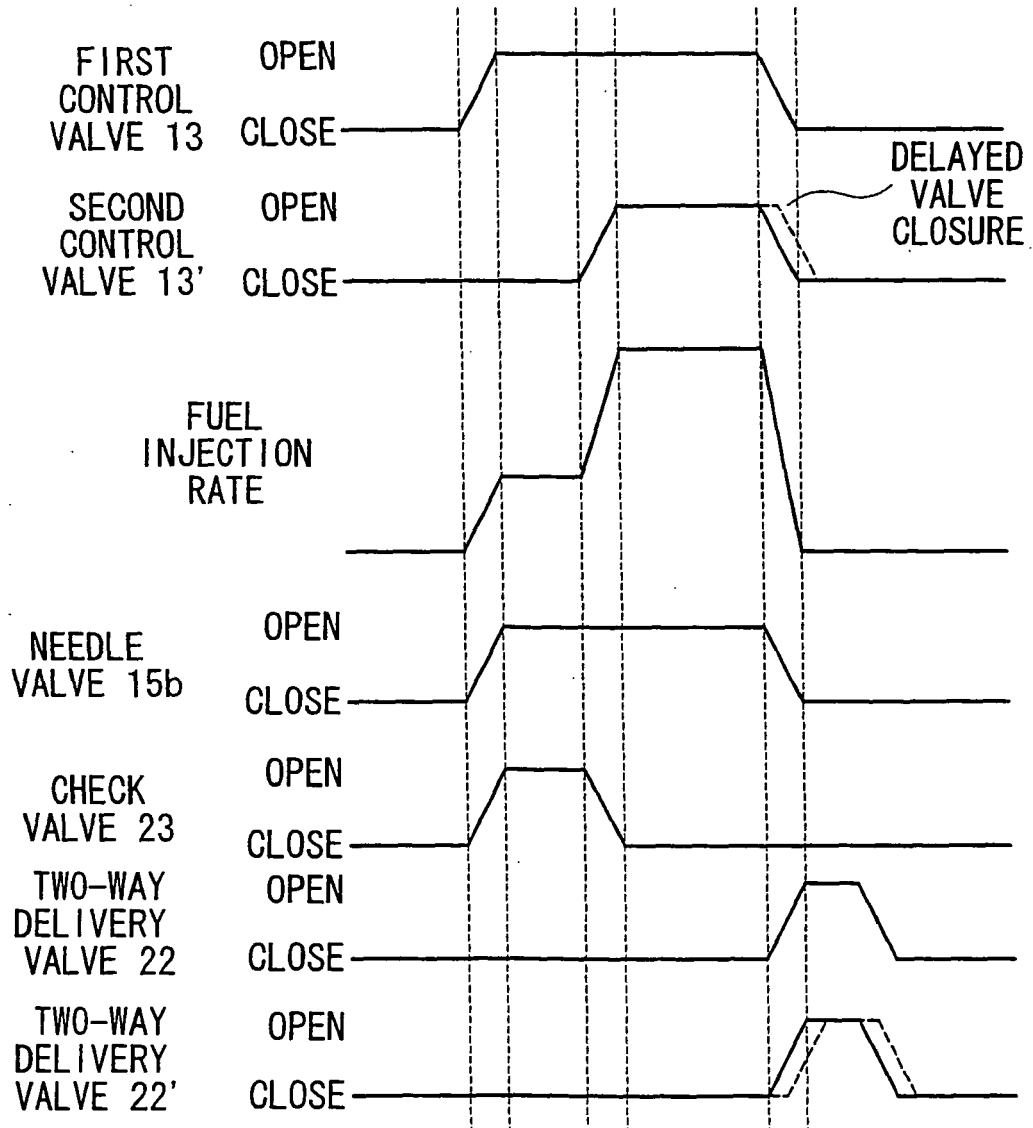 FIRST
CONTROL
VALVE 13
OPEN
CLOSE
DELAYED
VALVE
CLOSURE
SECOND
CONTROL
VALVE 13'
OPEN
CLOSE
FUEL
INJECTION
RATE
NEEDLE
VALVE 15b
OPEN
CLOSE
CHECK
VALVE 23
OPEN
CLOSE
TWO-WAY
DELIVERY
VALVE 22
OPEN
CLOSE
TWO-WAY
DELIVERY
VALVE 22'
OPEN
CLOSE